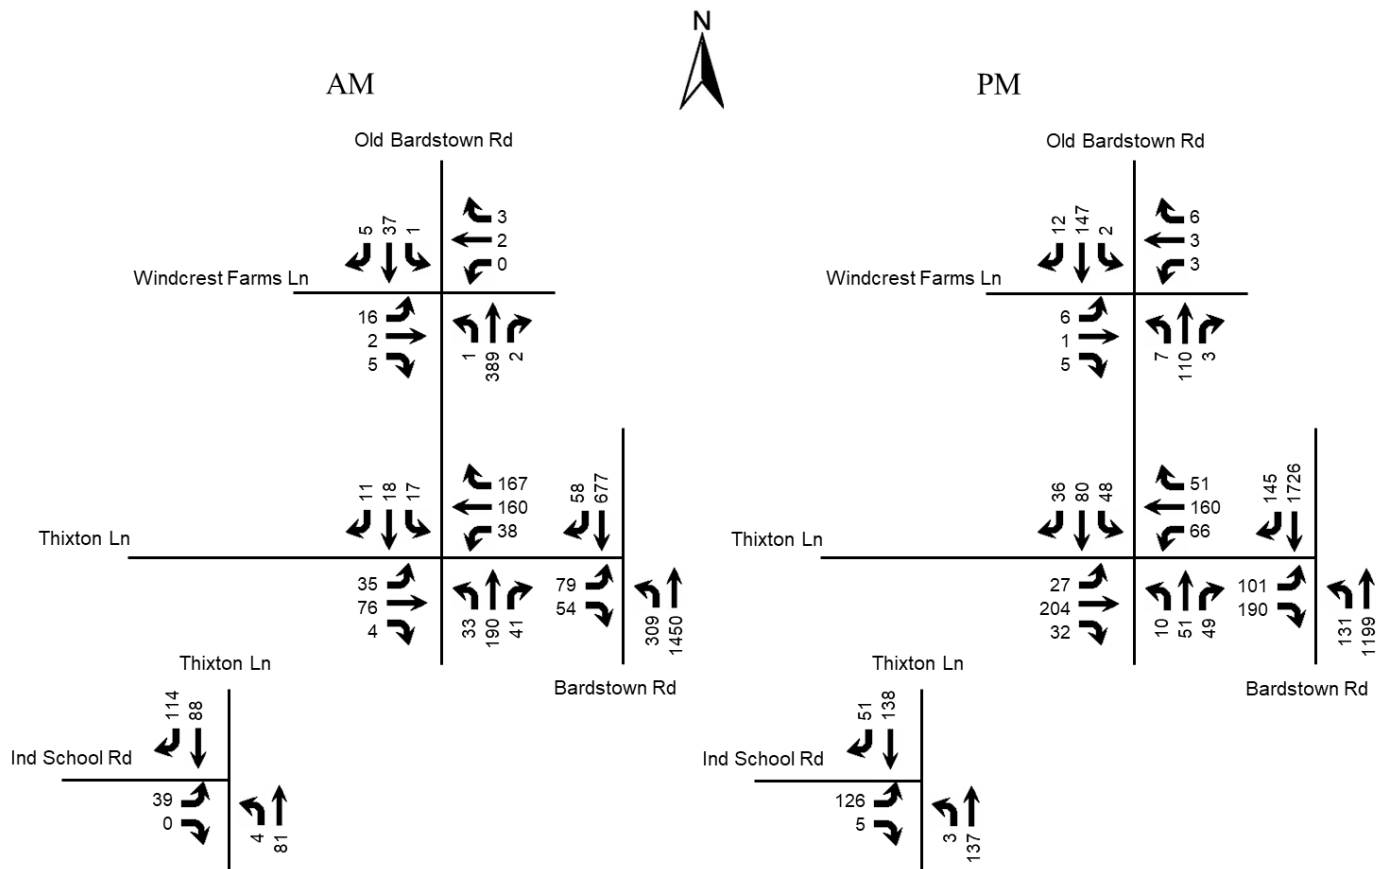 N
AM
PM
Old Bardstown Rd
5 37 1
3
2
0
Windcrest Farms Ln
16
2
5
1 389 2
11 18 17
167
160
38
58 677
Thixton Ln
35
76
4
33 190 41
79
54
309 1450
Bardstown Rd
Thixton Ln
114 88
Ind School Rd
39
0
4 81
Old Bardstown Rd
12 147 2
6
3
3
Windcrest Farms Ln
6
1
5
7 110 3
36 80 48
51
160
66
145 1726
Thixton Ln
27
204
32
10 51 49
101
190
131 1199
Bardstown Rd
Thixton Ln
51 138
Ind School Rd
126
5
3 137